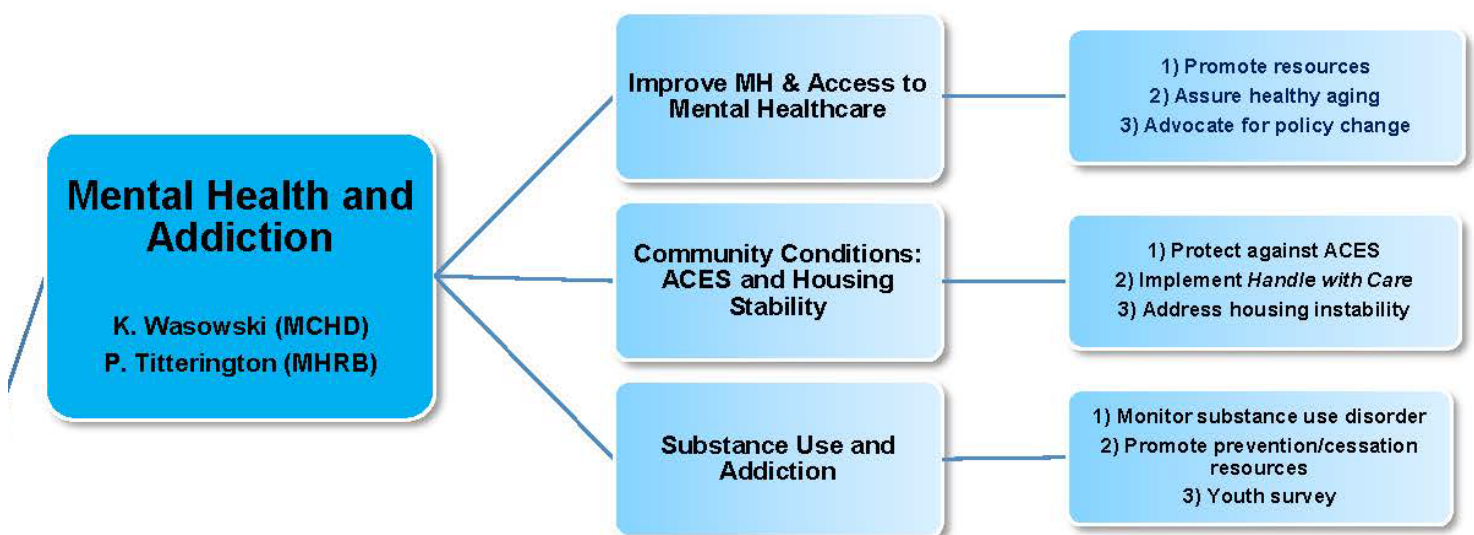 Mental Health and
Addiction
K. Wasowski (MCHD)
P. Titterington (MHRB)
Improve MH & Access to
Mental Healthcare
1) Promote resources
2) Assure healthy aging
3) Advocate for policy change
Community Conditions:
ACES and Housing
Stability
1) Protect against ACES
2) Implement Handle with Care
3) Address housing instability
Substance Use and
Addiction
1) Monitor substance use disorder
2) Promote prevention/cessation
resources
3) Youth survey